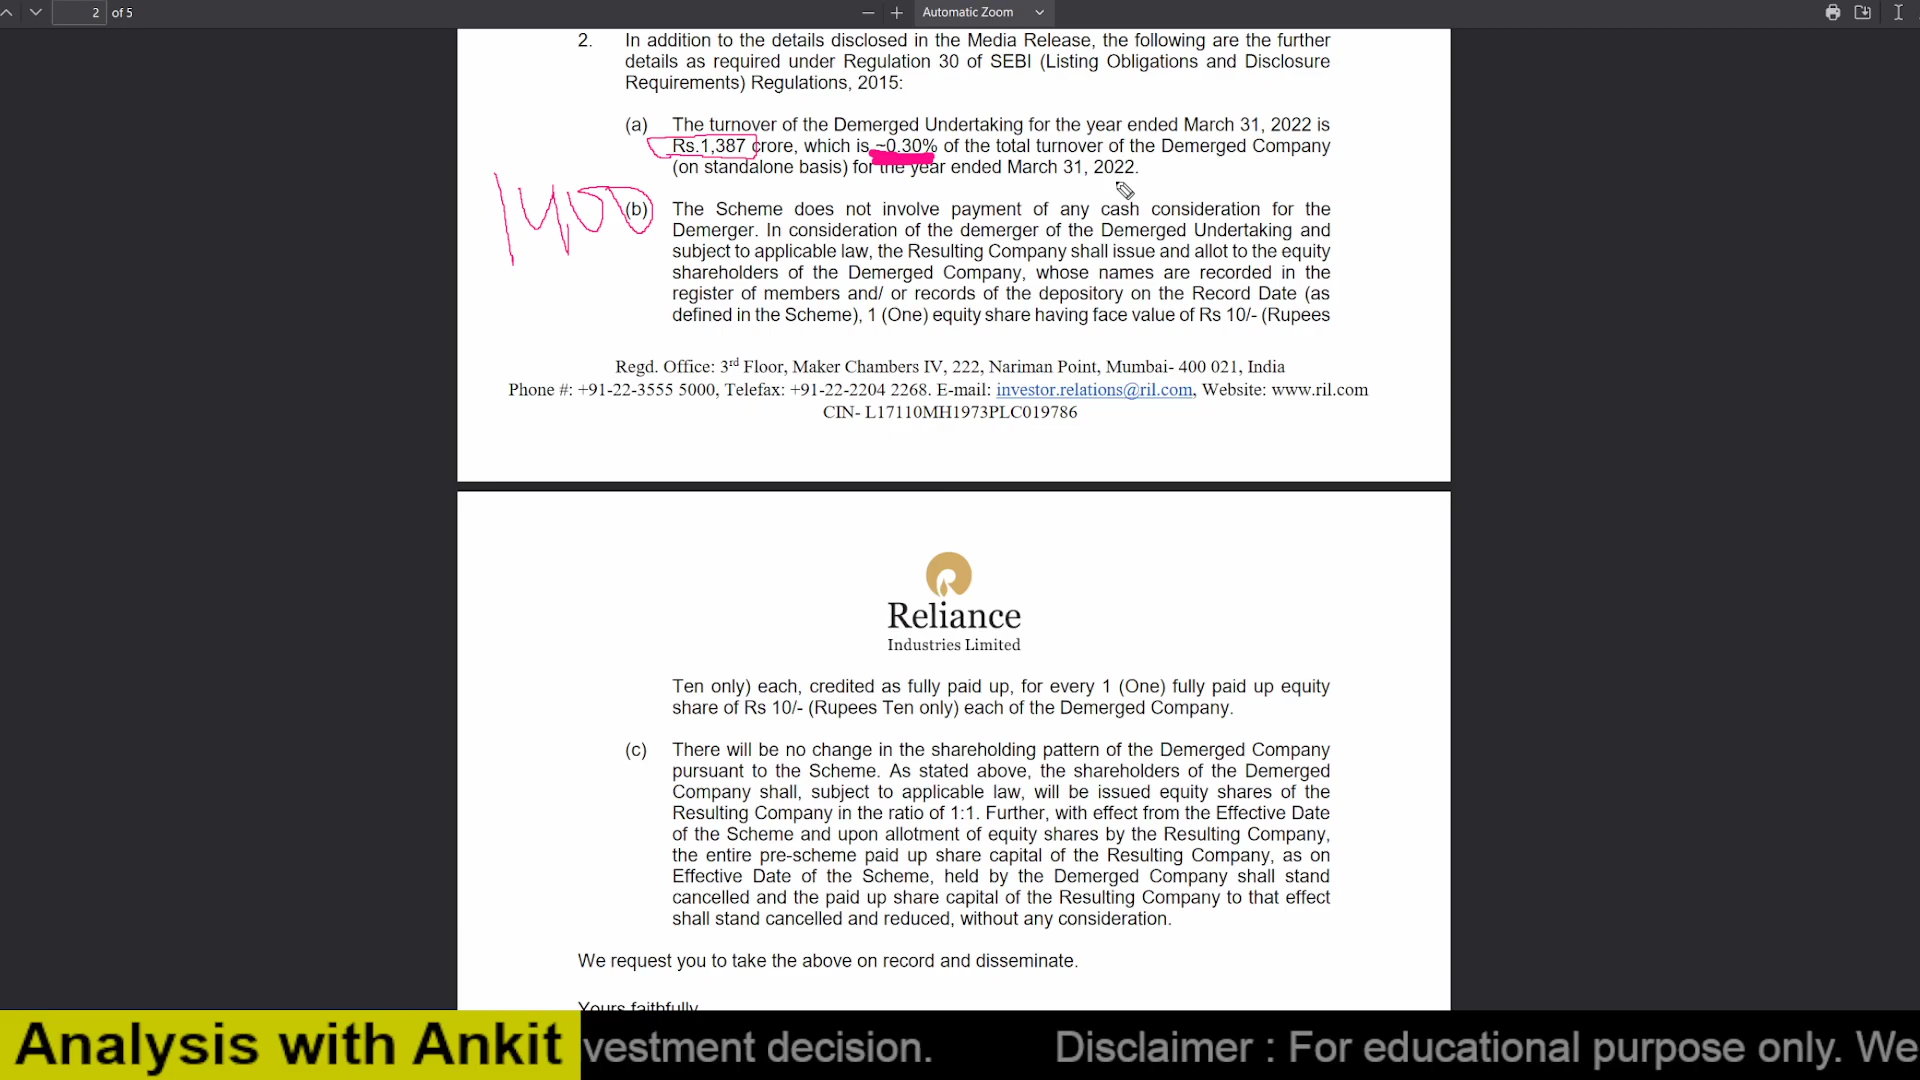 2 of 5
Automatic Zoom
2. In addition to the details disclosed in the Media Release, the following are the further
details as required under Regulation 30 of SEBI (Listing Obligations and Disclosure
Requirements) Regulations, 2015:
(a) The turnover of the Demerged Undertaking for the year ended March 31, 2022 is
Rs.1,387 crore, which is ~0.30% of the total turnover of the Demerged Company
(on standalone basis) for the year ended March 31, 2022.
1400
(b) The Scheme does not involve payment of any cash consideration for the
Demerger. In consideration of the demerger of the Demerged Undertaking and
subject to applicable law, the Resulting Company shall issue and allot to the equity
shareholders of the Demerged Company, whose names are recorded in the
register of members and/ or records of the depository on the Record Date (as
defined in the Scheme), 1 (One) equity share having face value of Rs 10/- (Rupees
Regd. Office: 3rd Floor, Maker Chambers IV, 222, Nariman Point, Mumbai- 400 021, India
Phone #: +91-22-3555 5000, Telefax: +91-22-2204 2268. E-mail: investor.relations@ril.com, Website: www.ril.com
CIN- L17110MH1973PLC019786
Reliance
Industries Limited
Ten only) each, credited as fully paid up, for every 1 (One) fully paid up equity
share of Rs 10/- (Rupees Ten only) each of the Demerged Company.
(c) There will be no change in the shareholding pattern of the Demerged Company
pursuant to the Scheme. As stated above, the shareholders of the Demerged
Company shall, subject to applicable law, will be issued equity shares of the
Resulting Company in the ratio of 1:1. Further, with effect from the Effective Date
of the Scheme and upon allotment of equity shares by the Resulting Company,
the entire pre-scheme paid up share capital of the Resulting Company, as on
Effective Date of the Scheme, held by the Demerged Company shall stand
cancelled and the paid up share capital of the Resulting Company to that effect
shall stand cancelled and reduced, without any consideration.
We request you to take the above on record and disseminate.
Yours faithfully
Analysis with Ankit
vestment decision. Disclaimer : For educational purpose only. We